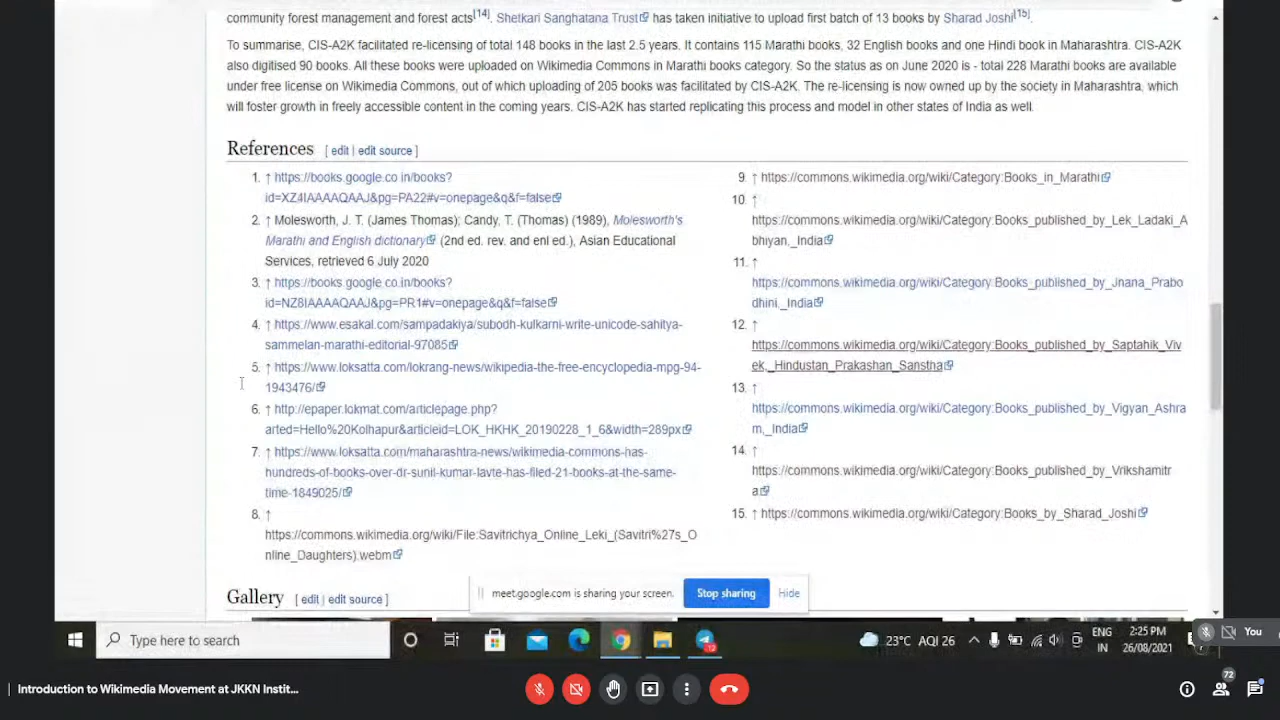 community forest management and forest acts[14]. Shetkari Sanghatana Trust has taken initiative to upload first batch of 13 books by Sharad Joshi[15].
To summarise, CIS-A2K facilitated re-licensing of total 148 books in the last 2.5 years. It contains 115 Marathi books, 32 English books and one Hindi book in Maharashtra. CIS-A2K
also digitised 90 books. All these books were uploaded on Wikimedia Commons in Marathi books category. So the status as on June 2020 is - total 228 Marathi books are available
under free license on Wikimedia Commons, out of which uploading of 205 books was facilitated by CIS-A2K. The re-licensing is now owned up by the society in Maharashtra, which
will foster growth in freely accessible content in the coming years. CIS-A2K has started replicating this process and model in other states of India as well.
References [ edit | edit source ]
1. ↑ https://books.google.co.in/books?
id=XZ4IAAAAQAAJ&pg=PA22#v=onepage&q&f=false
2. ↑ Molesworth, J. T. (James Thomas); Candy, T. (Thomas) (1989), Molesworth's
Marathi and English dictionary (2nd ed. rev. and enl ed.), Asian Educational
Services, retrieved 6 July 2020
3. ↑ https://books.google.co.in/books?
id=NZ8IAAAAQAAJ&pg=PR1#v=onepage&q&f=false
4. ↑ https://www.esakal.com/sampadakiya/subodh-kulkarni-write-unicode-sahitya-
sammelan-marathi-editorial-97085
5. ↑ https://www.loksatta.com/lokrang-news/wikipedia-the-free-encyclopedia-mpg-94-
1943476/
6. ↑ http://epaper.lokmat.com/articlepage.php?
arted=Hello%20Kolhapur&articleid=LOK_HKHK_20190228_1_6&width=289px
7. ↑ https://www.loksatta.com/maharashtra-news/wikimedia-commons-has-
hundreds-of-books-over-dr-sunil-kumar-lavte-has-filed-21-books-at-the-same-
time-1849025/
8. ↑
https://commons.wikimedia.org/wiki/File:Savitrichya_Online_Leki_(Savitri%27s_O
nline_Daughters).webm
9. ↑ https://commons.wikimedia.org/wiki/Category:Books_in_Marathi
10. ↑
https://commons.wikimedia.org/wiki/Category:Books_published_by_Lek_Ladaki_A
bhiyan,_India
11. ↑
https://commons.wikimedia.org/wiki/Category:Books_published_by_Jnana_Prabo
dhini,_India
12. ↑
https://commons.wikimedia.org/wiki/Category:Books_published_by_Saptahik_Viv
ek,_Hindustan_Prakashan_Sanstha
13. ↑
https://commons.wikimedia.org/wiki/Category:Books_published_by_Vigyan_Ashra
m,_India
14. ↑
https://commons.wikimedia.org/wiki/Category:Books_published_by_Vrikshamitr
a
15. ↑ https://commons.wikimedia.org/wiki/Category:Books_by_Sharad_Joshi
Gallery [ edit | edit source ]
meet.google.com is sharing your screen. Stop sharing Hide
Type here to search
23°C AQI 26
ENG
IN
2:25 PM
26/08/2021
You
Introduction to Wikimedia Movement at JKKN Instit...
72